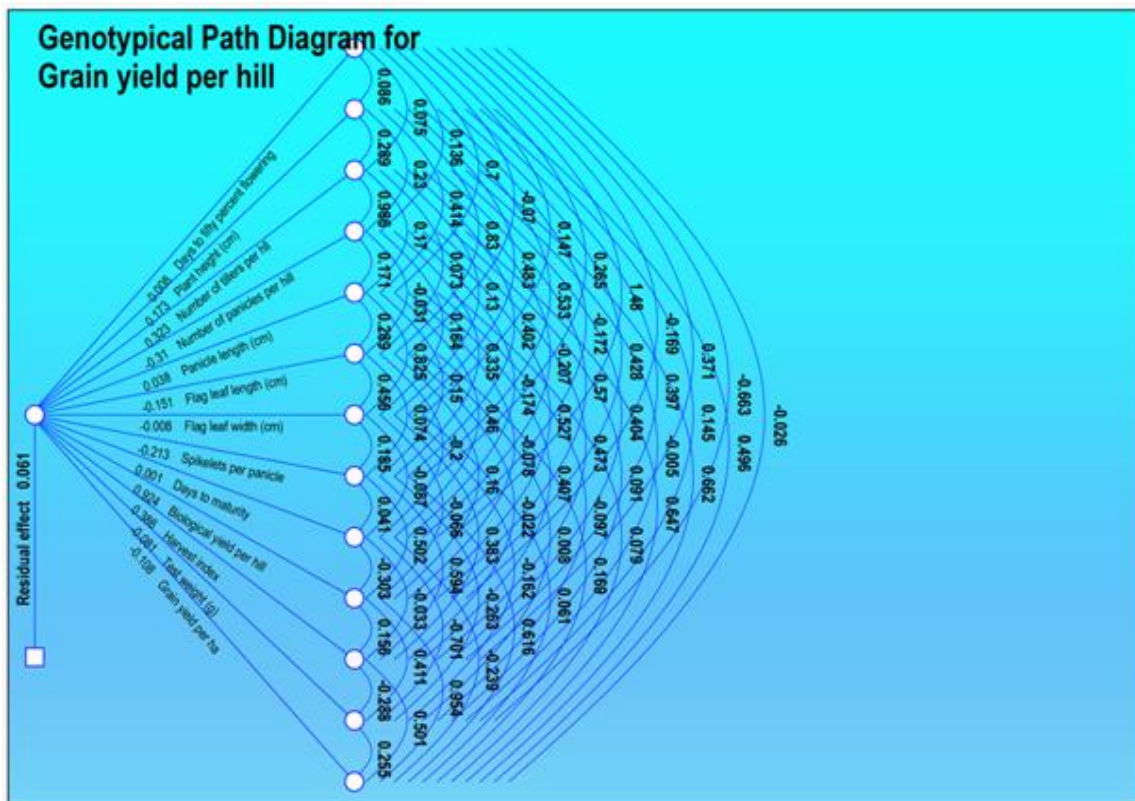 Genotypical Path Diagram for
Grain yield per hill
-0.008 Days to fifty percent flowering
0.173 Plant height (cm)
0.323 Number of tillers per hill
-0.31 Number of panicles per hill
0.038 Panicle length (cm)
-0.151 Flag leaf length (cm)
-0.008 Flag leaf width (cm)
-0.213 Spikelets per panicle
0.001 Days to maturity
0.924 Biological yield per hill
0.386 Harvest index
-0.081 Test weight (g)
-0.108 Grain yield per ha
Residual effect 0.061
0.086 0.289 0.988 0.171 0.289 0.456 0.185 0.041 -0.303 0.156 -0.288 0.255
0.075 0.23 0.17 -0.031 0.825 0.074 -0.087 0.502 -0.033 0.411 0.501
0.136 0.414 0.073 0.164 0.15 -0.2 -0.066 0.594 -0.701 0.954
0.7 0.83 0.13 0.335 0.46 0.16 0.383 -0.263 -0.239
-0.07 0.483 0.402 -0.174 -0.078 -0.022 -0.162 0.616
0.147 0.533 -0.207 0.527 0.407 0.008 0.061
0.265 -0.172 0.57 0.473 -0.097 0.169
1.48 0.428 0.404 0.091 0.079
-0.169 0.397 -0.005 0.647
0.371 0.145 0.662
-0.663 0.496
-0.026